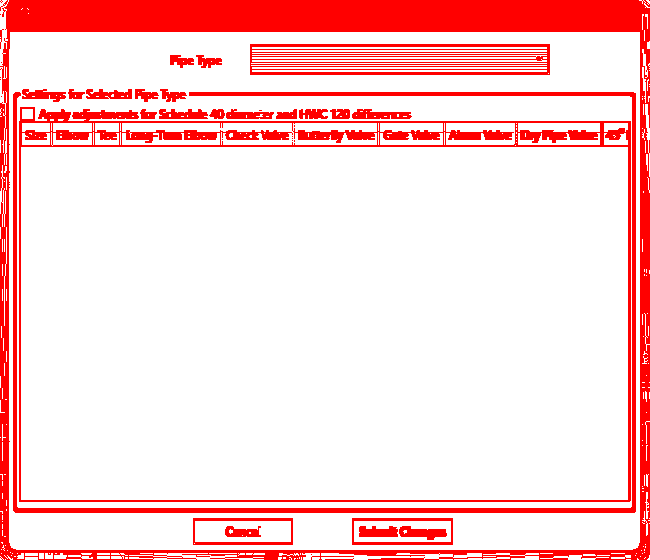 Pipe Type
Settings for Selected Pipe Type
Apply adjustments for Schedule 40 diameter and HWC 120 differences
Size Elbow Tee Long-Turn Elbow Check Valve Butterfly Valve Gate Valve Alarm Valve Dry Pipe Valve 45°
Cancel Submit Changes